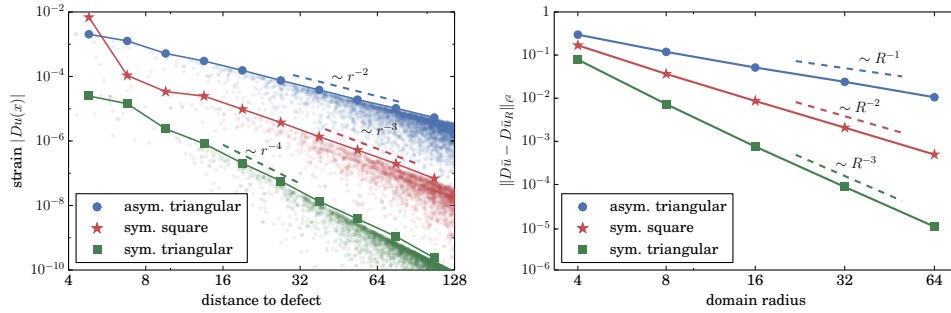 10⁻²
10⁻⁴
10⁻⁶
10⁻⁸
10⁻¹⁰
strain |Du(x)|
∼ r⁻²
∼ r⁻³
∼ r⁻⁴
asym. triangular
sym. square
sym. triangular
4 8 16 32 64 128
distance to defect
1
10⁻¹
10⁻²
10⁻³
10⁻⁴
10⁻⁵
10⁻⁶
‖Dū − Dū_R‖_ℓ²
∼ R⁻¹
∼ R⁻²
∼ R⁻³
asym. triangular
sym. square
sym. triangular
4 8 16 32 64
domain radius